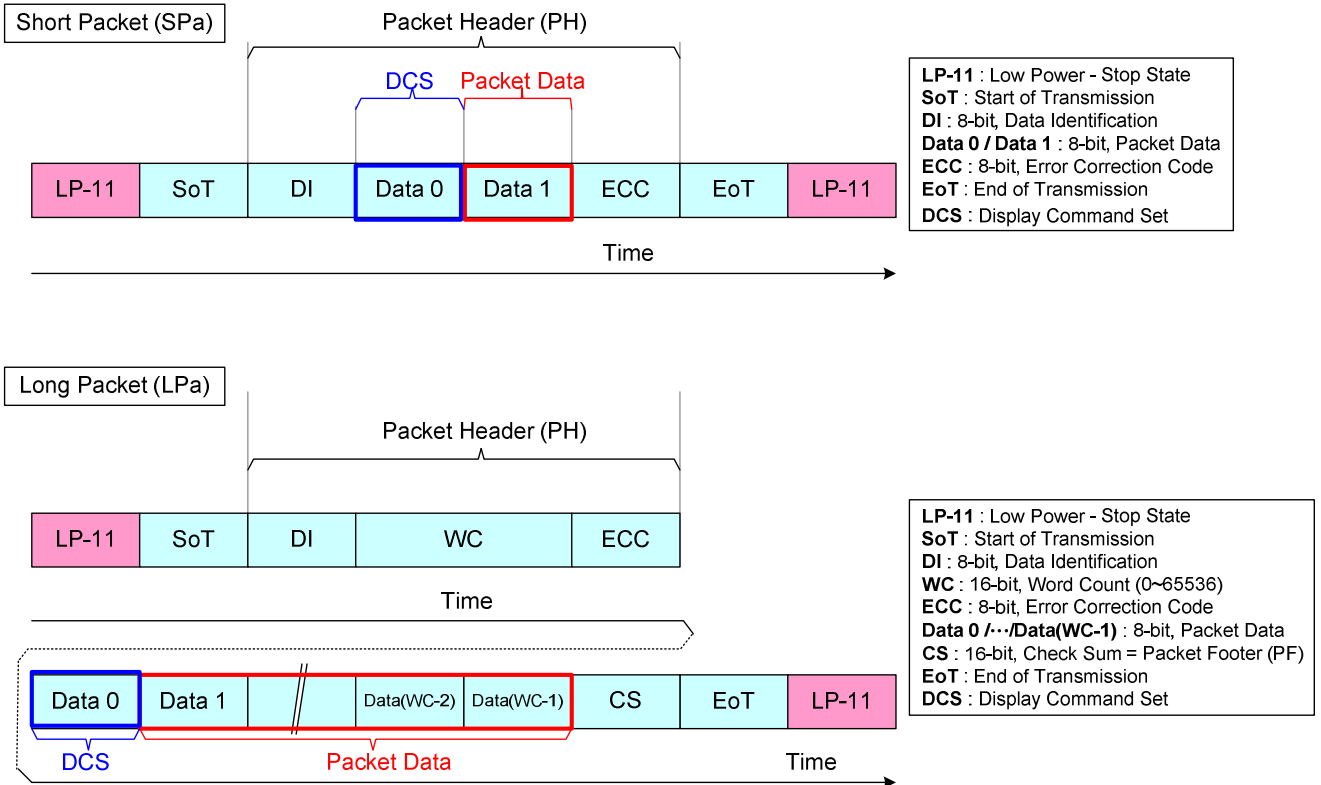 Short Packet (SPa)
Packet Header (PH)
DCS
Packet Data
LP-11
SoT
DI
Data 0
Data 1
ECC
EoT
LP-11
Time
LP-11 : Low Power - Stop State
SoT : Start of Transmission
DI : 8-bit, Data Identification
Data 0 / Data 1 : 8-bit, Packet Data
ECC : 8-bit, Error Correction Code
EoT : End of Transmission
DCS : Display Command Set
Long Packet (LPa)
Packet Header (PH)
LP-11
SoT
DI
WC
ECC
Time
Data 0
Data 1
Data(WC-2)
Data(WC-1)
CS
EoT
LP-11
DCS
Packet Data
Time
LP-11 : Low Power - Stop State
SoT : Start of Transmission
DI : 8-bit, Data Identification
WC : 16-bit, Word Count (0~65536)
ECC : 8-bit, Error Correction Code
Data 0 /···/Data(WC-1) : 8-bit, Packet Data
CS : 16-bit, Check Sum = Packet Footer (PF)
EoT : End of Transmission
DCS : Display Command Set